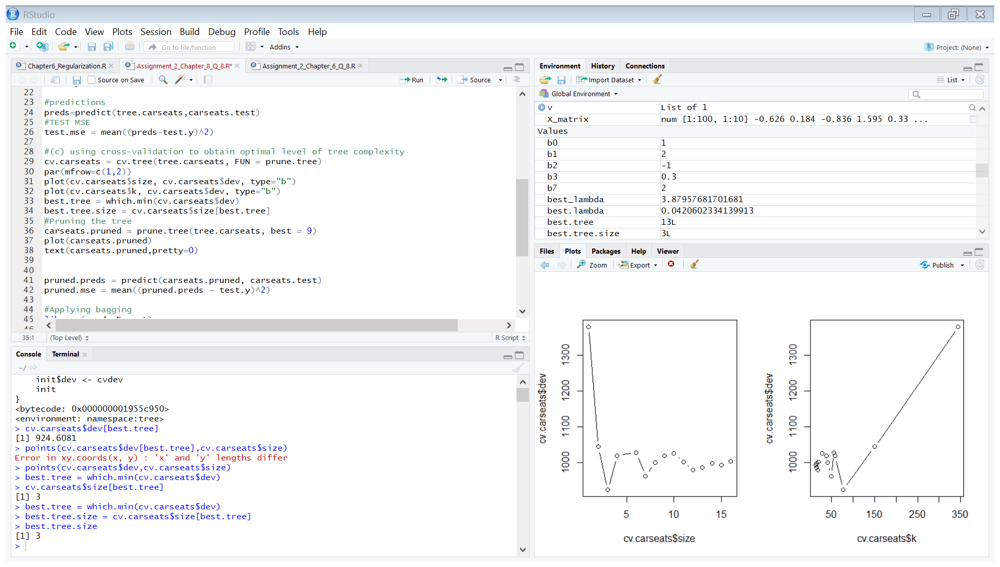 RStudio
File Edit Code View Plots Session Build Debug Profile Tools Help
Go to file/function Addins Project: (None)
Chapter6_Regularization.R Assignment_2_Chapter_8_Q_8.R* Assignment_2_Chapter_6_Q_8.R
Source on Save Run Source
22
23 #predictions
24 preds=predict(tree.carseats,carseats.test)
25 #TEST MSE
26 test.mse = mean((preds-test.y)^2)
27
28 #(c) using cross-validation to obtain optimal level of tree complexity
29 cv.carseats = cv.tree(tree.carseats, FUN = prune.tree)
30 par(mfrow=c(1,2))
31 plot(cv.carseats$size, cv.carseats$dev, type="b")
32 plot(cv.carseats$k, cv.carseats$dev, type="b")
33 best.tree = which.min(cv.carseats$dev)
34 best.tree.size = cv.carseats$size[best.tree]
35 #Pruning the tree
36 carseats.pruned = prune.tree(tree.carseats, best = 9)
37 plot(carseats.pruned)
38 text(carseats.pruned,pretty=0)
39
40
41 pruned.preds = predict(carseats.pruned, carseats.test)
42 pruned.mse = mean((pruned.preds - test.y)^2)
43
44 #Applying bagging
45
46
35:1 (Top Level) R Script
Console Terminal
~/
init$dev <- cvdev
init
}
<bytecode: 0x000000001955c950>
<environment: namespace:tree>
> cv.carseats$dev[best.tree]
[1] 924.6081
> points(cv.carseats$dev[best.tree],cv.carseats$size)
Error in xy.coords(x, y) : 'x' and 'y' lengths differ
> points(cv.carseats$dev,cv.carseats$size)
> best.tree = which.min(cv.carseats$dev)
> cv.carseats$size[best.tree]
[1] 3
> best.tree = which.min(cv.carseats$dev)
> best.tree.size = cv.carseats$size[best.tree]
> best.tree.size
[1] 3
>
Environment History Connections
Import Dataset List
Global Environment
v List of 1
X_matrix num [1:100, 1:10] -0.626 0.184 -0.836 1.595 0.33 ...
Values
b0 1
b1 2
b2 -1
b3 0.3
b7 2
best_lambda 3.87957681701681
best.lambda 0.0420602334139913
best.tree 13L
best.tree.size 3L
Files Plots Packages Help Viewer
Zoom Export Publish
cv.carseats$dev
1000 1100 1200 1300
5 10 15
cv.carseats$size
cv.carseats$dev
1000 1100 1200 1300
50 150 250 350
cv.carseats$k